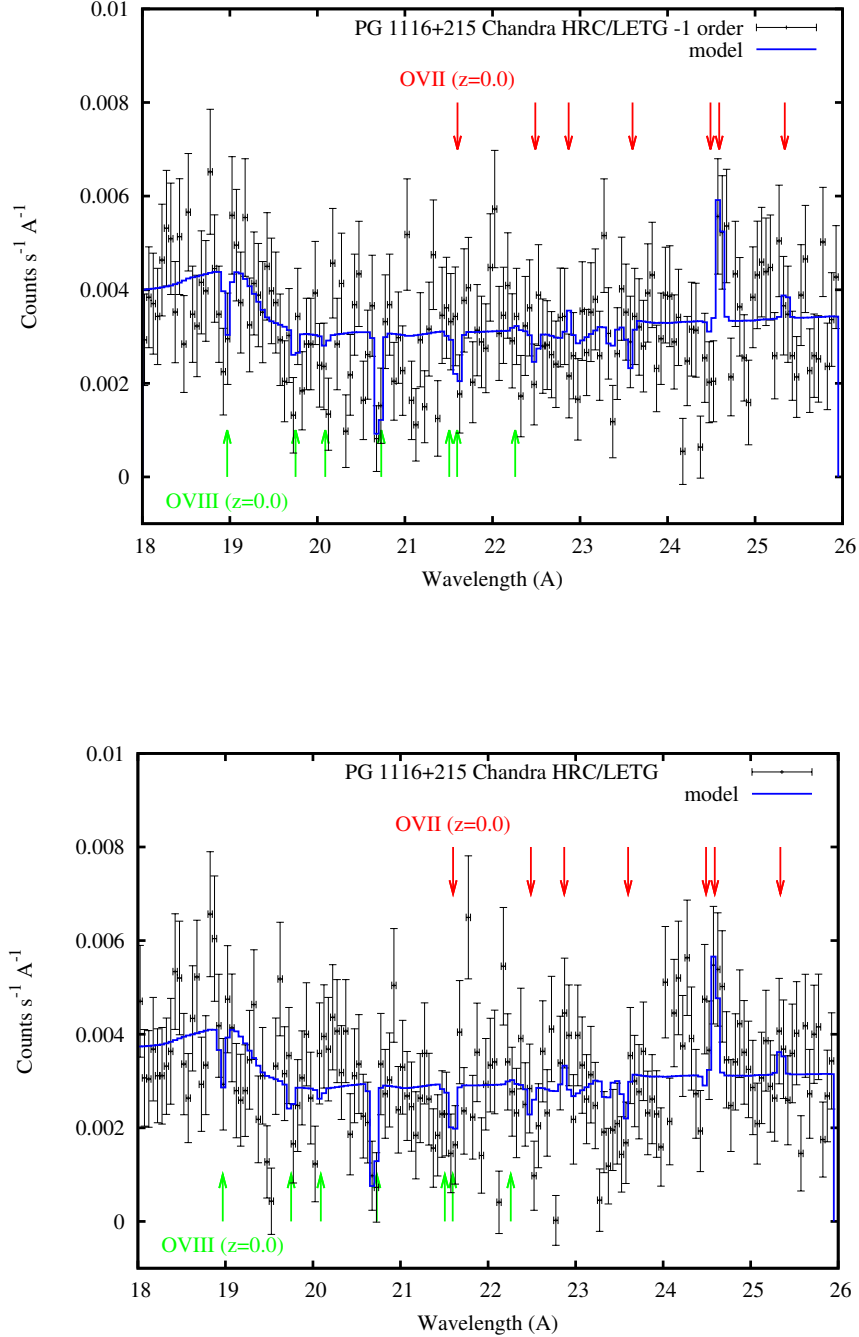 PG 1116+215 Chandra HRC/LETG -1 order
model
OVII (z=0.0)
0.01
0.008
0.006
0.004
0.002
0
Counts s⁻¹ A⁻¹
OVIII (z=0.0)
18 19 20 21 22 23 24 25 26
Wavelength (A)
PG 1116+215 Chandra HRC/LETG
model
OVII (z=0.0)
0.01
0.008
0.006
0.004
0.002
0
Counts s⁻¹ A⁻¹
OVIII (z=0.0)
18 19 20 21 22 23 24 25 26
Wavelength (A)